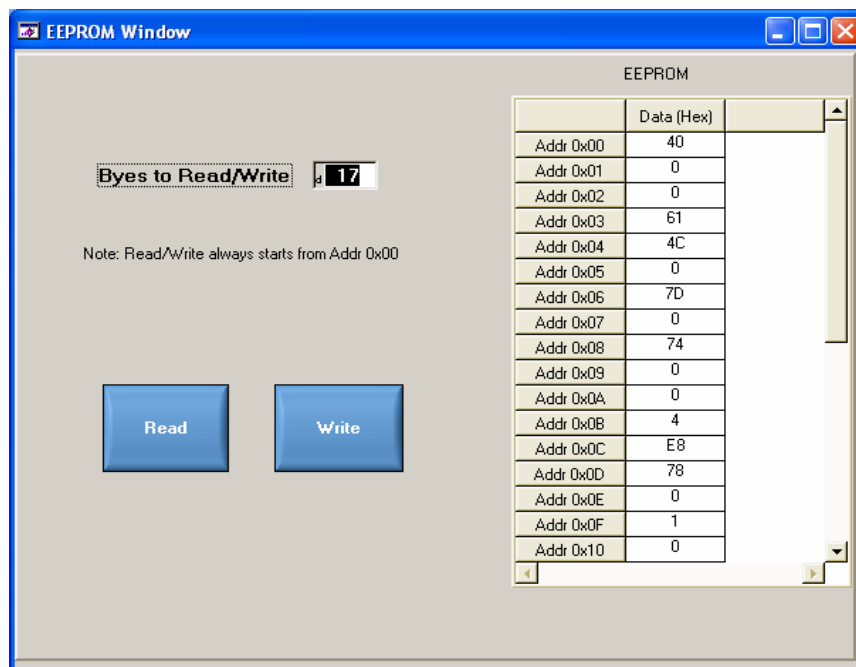 EEPROM Window
EEPROM
Data (Hex)
Byes to Read/Write d 17
Note: Read/Write always starts from Addr 0x00
Read
Write
Addr 0x00 40
Addr 0x01 0
Addr 0x02 0
Addr 0x03 61
Addr 0x04 4C
Addr 0x05 0
Addr 0x06 7D
Addr 0x07 0
Addr 0x08 74
Addr 0x09 0
Addr 0x0A 0
Addr 0x0B 4
Addr 0x0C E8
Addr 0x0D 78
Addr 0x0E 0
Addr 0x0F 1
Addr 0x10 0